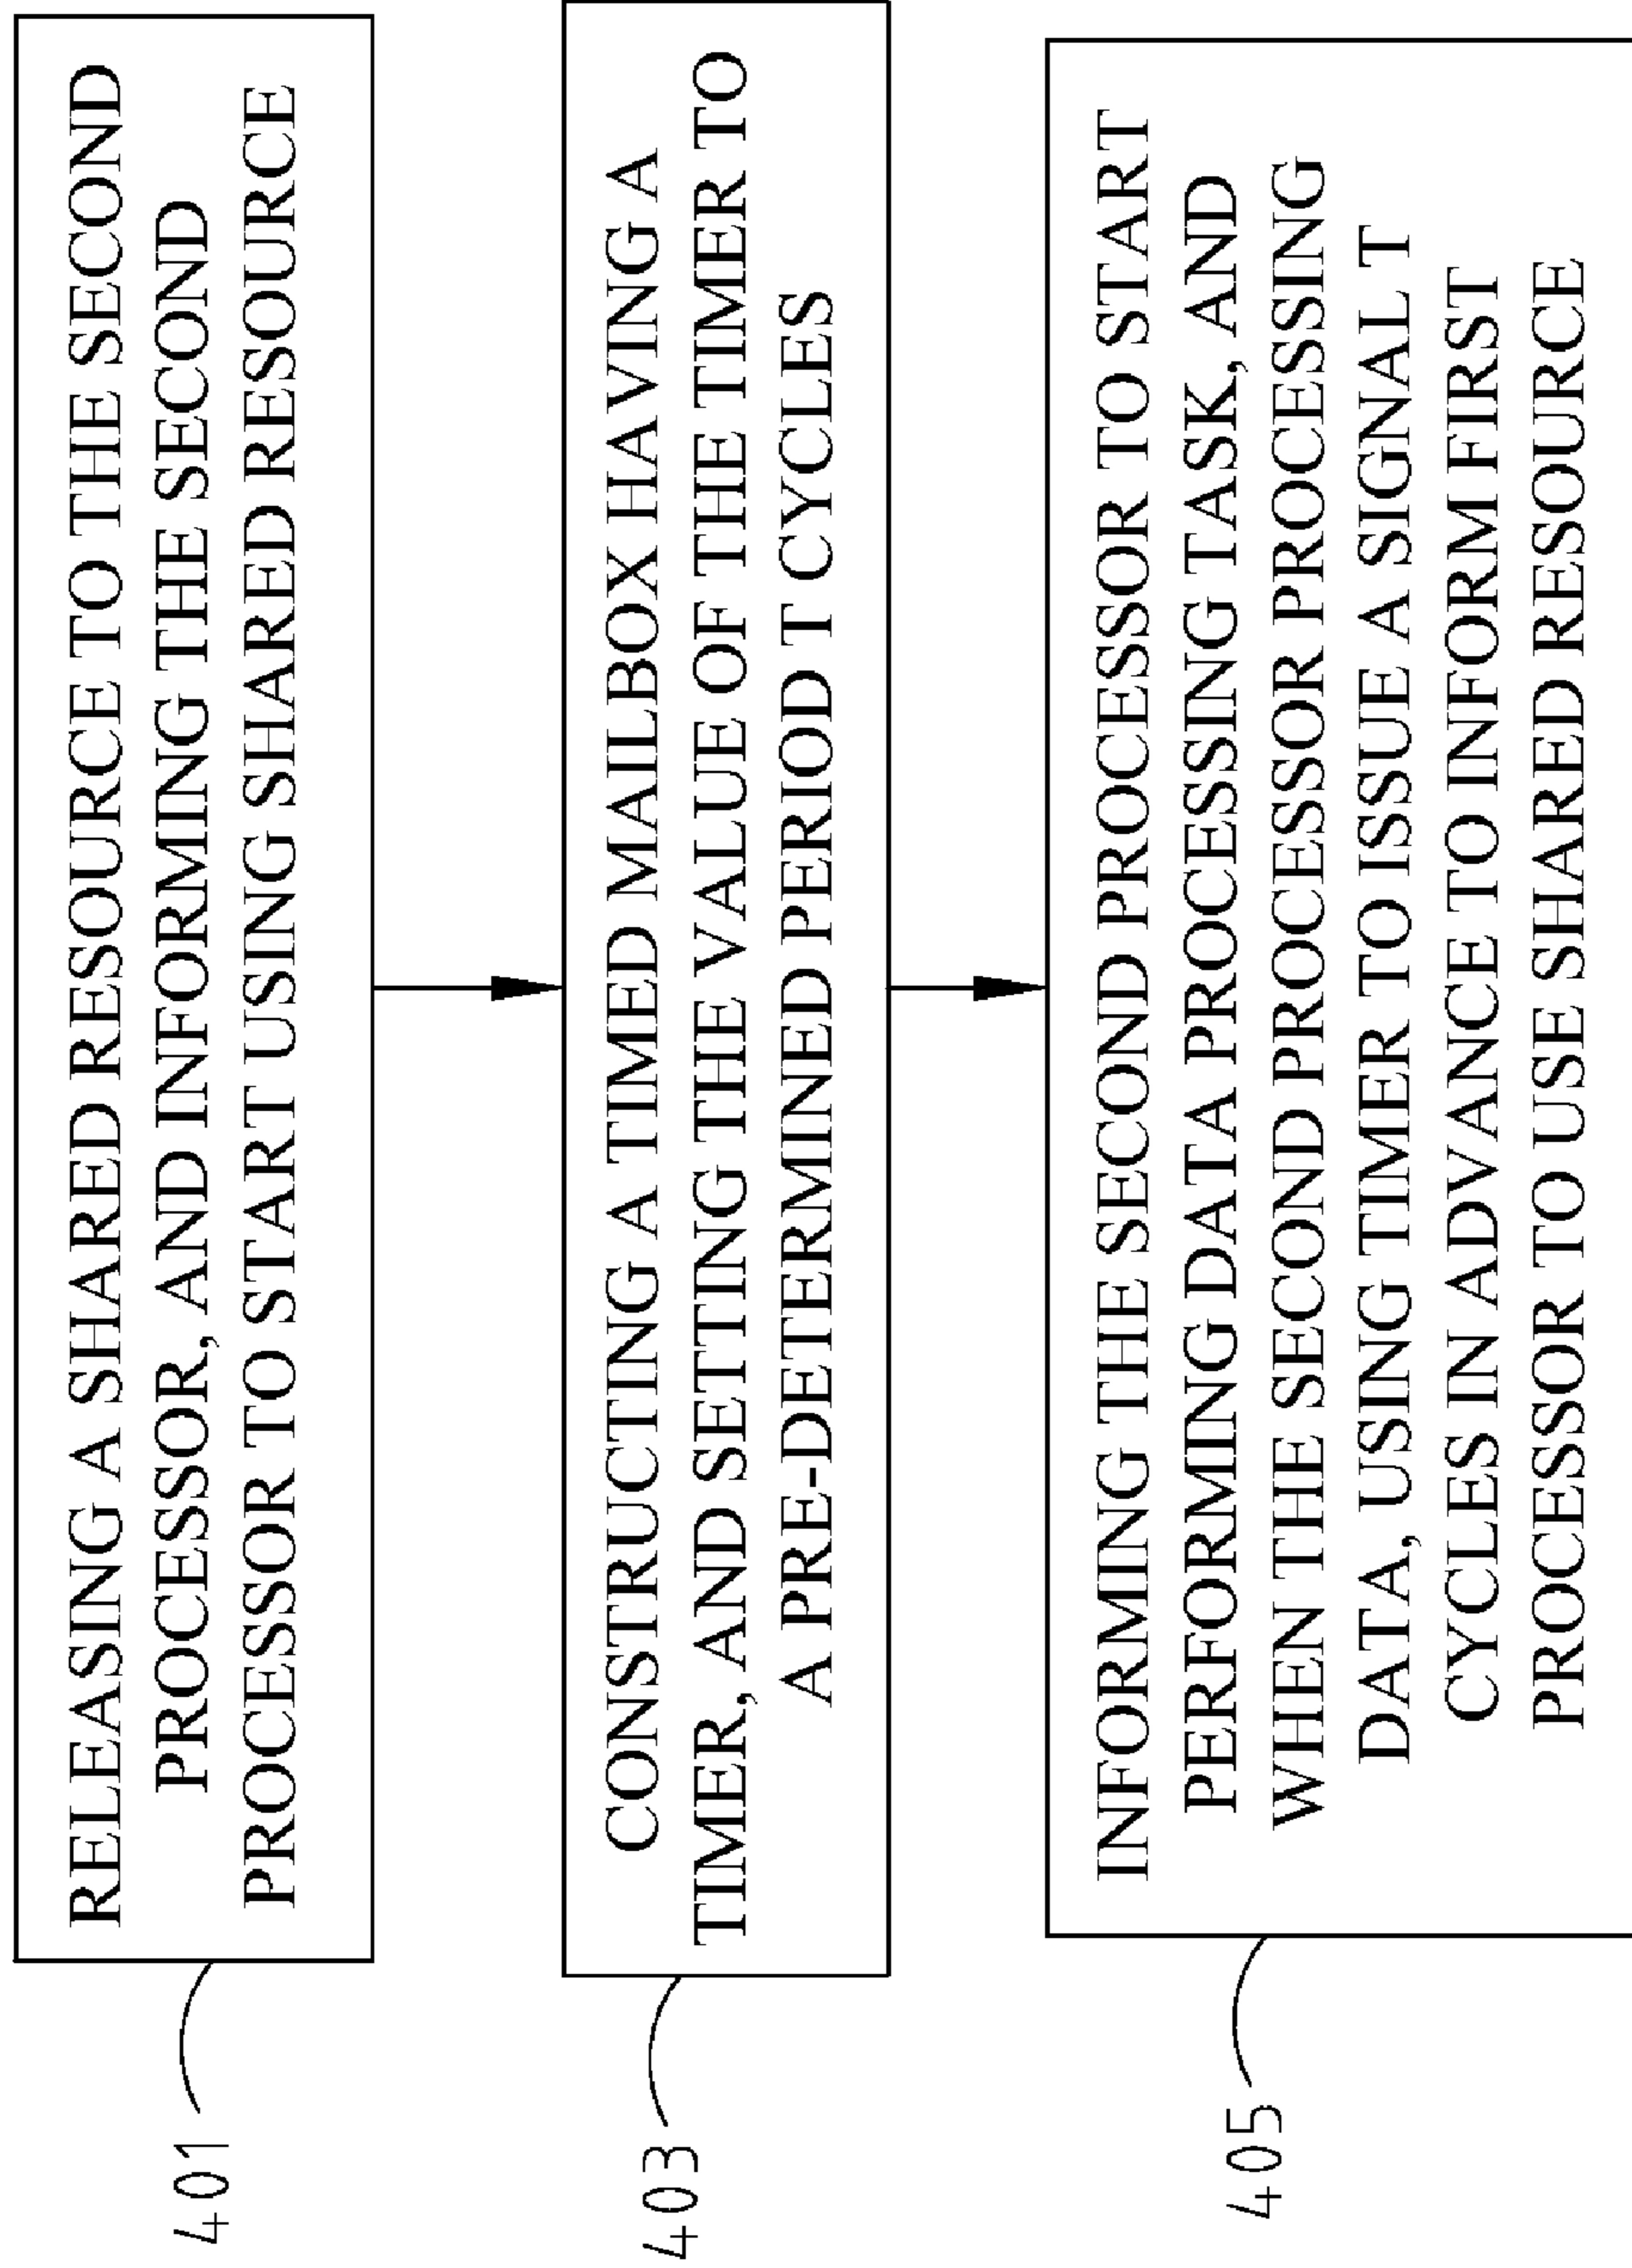 401
RELEASING A SHARED RESOURCE TO THE SECOND
PROCESSOR, AND INFORMING THE SECOND
PROCESSOR TO START USING SHARED RESOURCE
403
CONSTRUCTING A TIMED MAILBOX HAVING A
TIMER, AND SETTING THE VALUE OF THE TIMER TO
A PRE-DETERMINED PERIOD T CYCLES
405
INFORMING THE SECOND PROCESSOR TO START
PERFORMING DATA PROCESSING TASK, AND
WHEN THE SECOND PROCESSOR PROCESSING
DATA, USING TIMER TO ISSUE A SIGNAL T
CYCLES IN ADVANCE TO INFORM FIRST
PROCESSOR TO USE SHARED RESOURCE